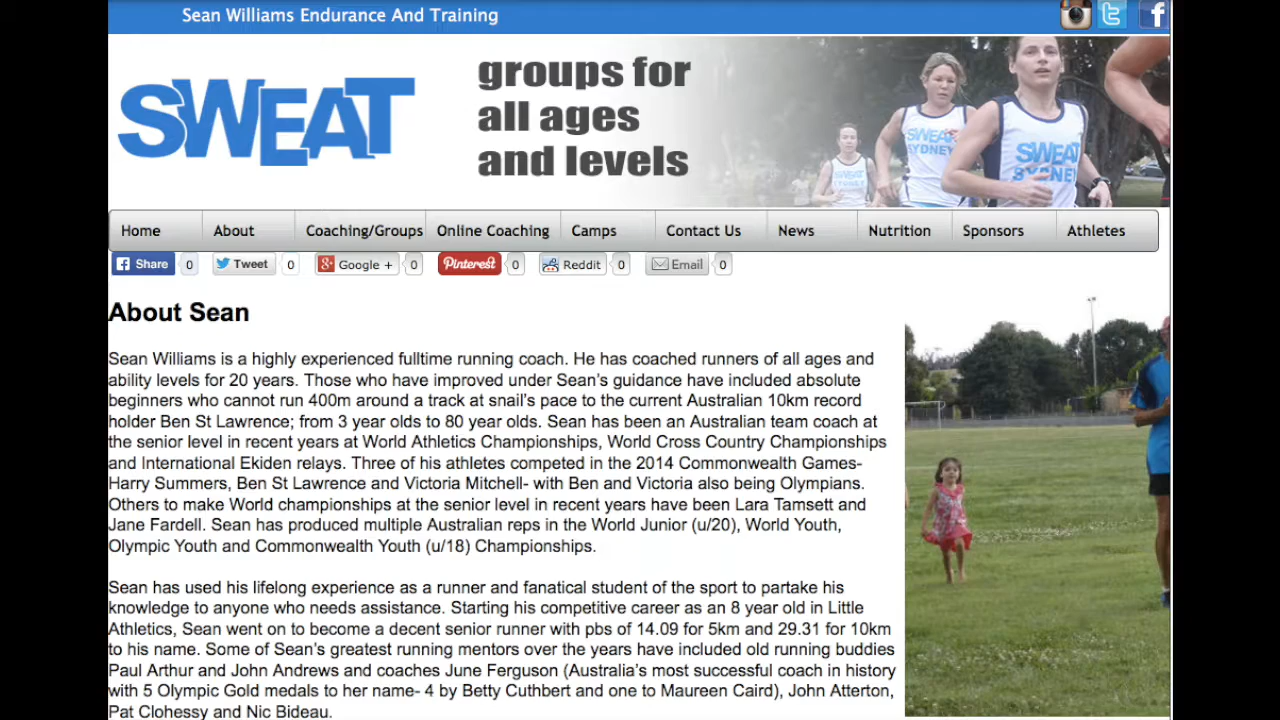 Sean Williams Endurance And Training
SWEAT
groups for
all ages
and levels
SWEAT
SYDNEY
SWEAT
SYDNEY
SWEAT
SYDNEY
Home About Coaching/Groups Online Coaching Camps Contact Us News Nutrition Sponsors Athletes
Share 0 Tweet 0 Google + 0 Pinterest 0 Reddit 0 Email 0
About Sean
Sean Williams is a highly experienced fulltime running coach. He has coached runners of all ages and
ability levels for 20 years. Those who have improved under Sean's guidance have included absolute
beginners who cannot run 400m around a track at snail's pace to the current Australian 10km record
holder Ben St Lawrence; from 3 year olds to 80 year olds. Sean has been an Australian team coach at
the senior level in recent years at World Athletics Championships, World Cross Country Championships
and International Ekiden relays. Three of his athletes competed in the 2014 Commonwealth Games-
Harry Summers, Ben St Lawrence and Victoria Mitchell- with Ben and Victoria also being Olympians.
Others to make World championships at the senior level in recent years have been Lara Tamsett and
Jane Fardell. Sean has produced multiple Australian reps in the World Junior (u/20), World Youth,
Olympic Youth and Commonwealth Youth (u/18) Championships.
Sean has used his lifelong experience as a runner and fanatical student of the sport to partake his
knowledge to anyone who needs assistance. Starting his competitive career as an 8 year old in Little
Athletics, Sean went on to become a decent senior runner with pbs of 14.09 for 5km and 29.31 for 10km
to his name. Some of Sean's greatest running mentors over the years have included old running buddies
Paul Arthur and John Andrews and coaches June Ferguson (Australia's most successful coach in history
with 5 Olympic Gold medals to her name- 4 by Betty Cuthbert and one to Maureen Caird), John Atterton,
Pat Clohessy and Nic Bideau.